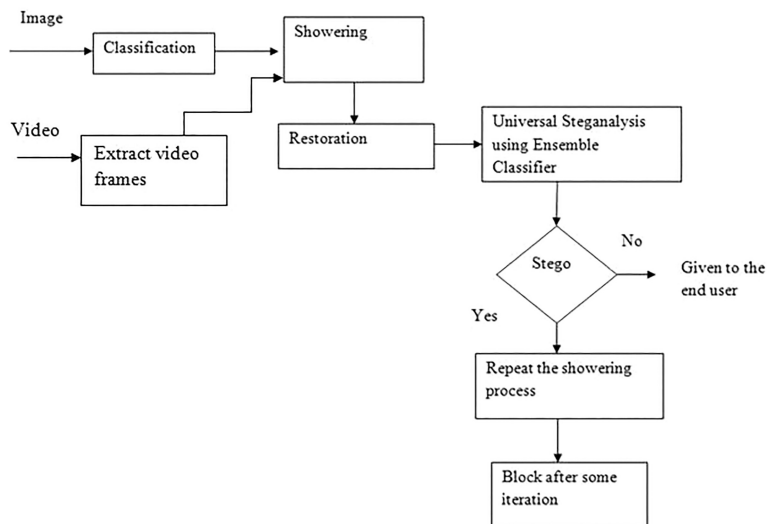 Image
Classification
Showering
Video
Extract video
frames
Restoration
Universal Steganalysis
using Ensemble
Classifier
Stego
No
Given to the
end user
Yes
Repeat the showering
process
Block after some
iteration